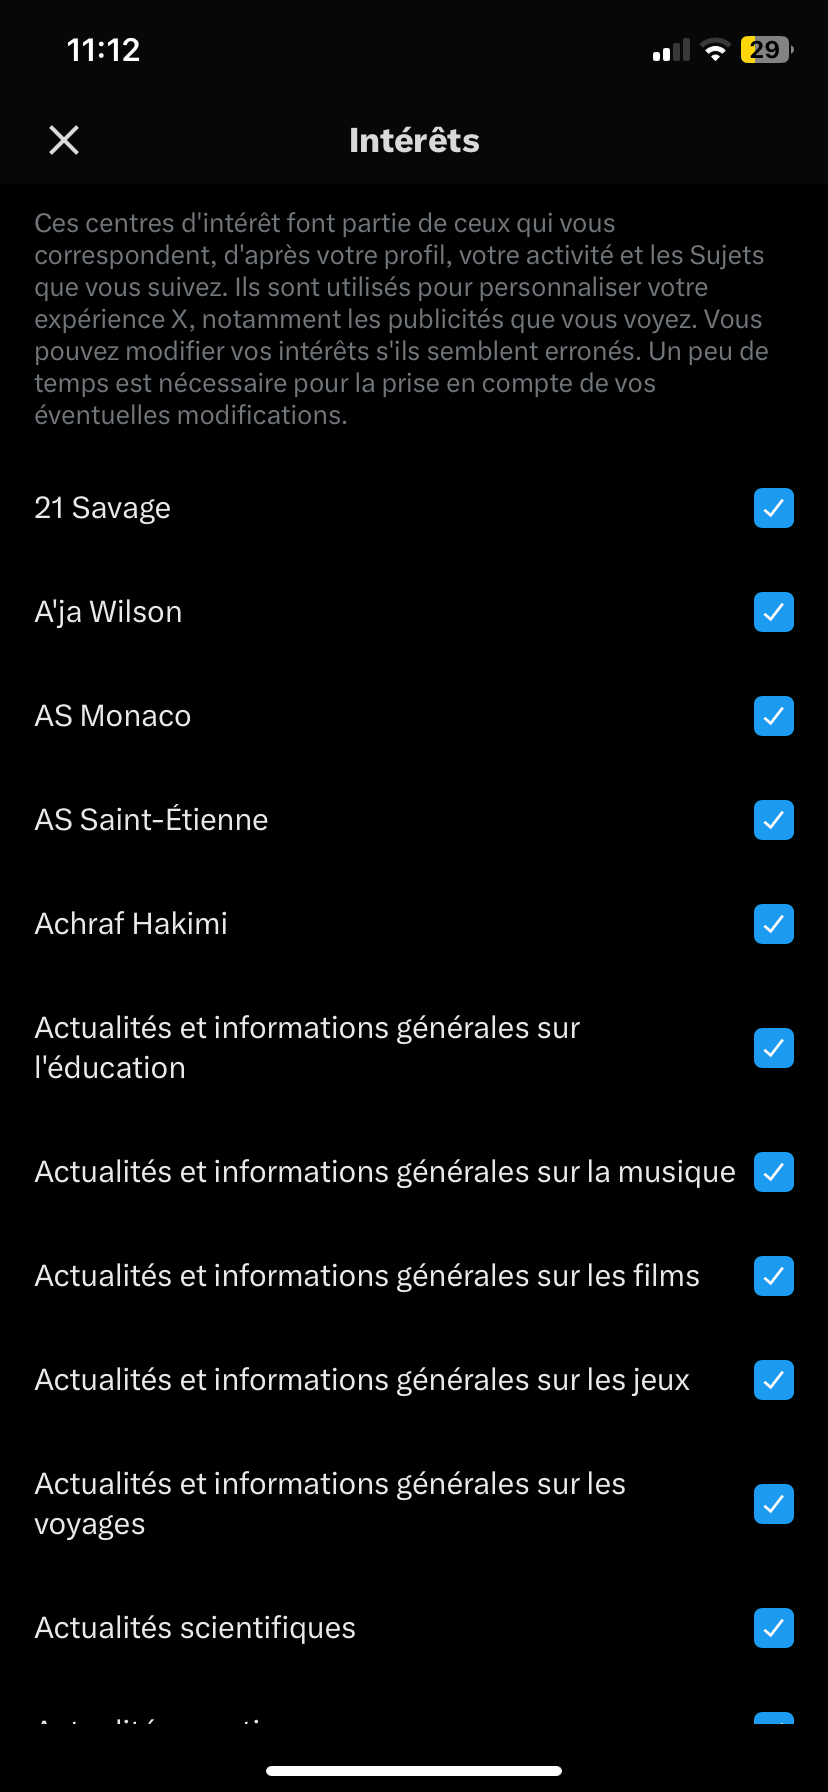 11:12
29
Intérêts
Ces centres d'intérêt font partie de ceux qui vous
correspondent, d'après votre profil, votre activité et les Sujets
que vous suivez. Ils sont utilisés pour personnaliser votre
expérience X, notamment les publicités que vous voyez. Vous
pouvez modifier vos intérêts s'ils semblent erronés. Un peu de
temps est nécessaire pour la prise en compte de vos
éventuelles modifications.
21 Savage
A'ja Wilson
AS Monaco
AS Saint-Étienne
Achraf Hakimi
Actualités et informations générales sur
l'éducation
Actualités et informations générales sur la musique
Actualités et informations générales sur les films
Actualités et informations générales sur les jeux
Actualités et informations générales sur les
voyages
Actualités scientifiques